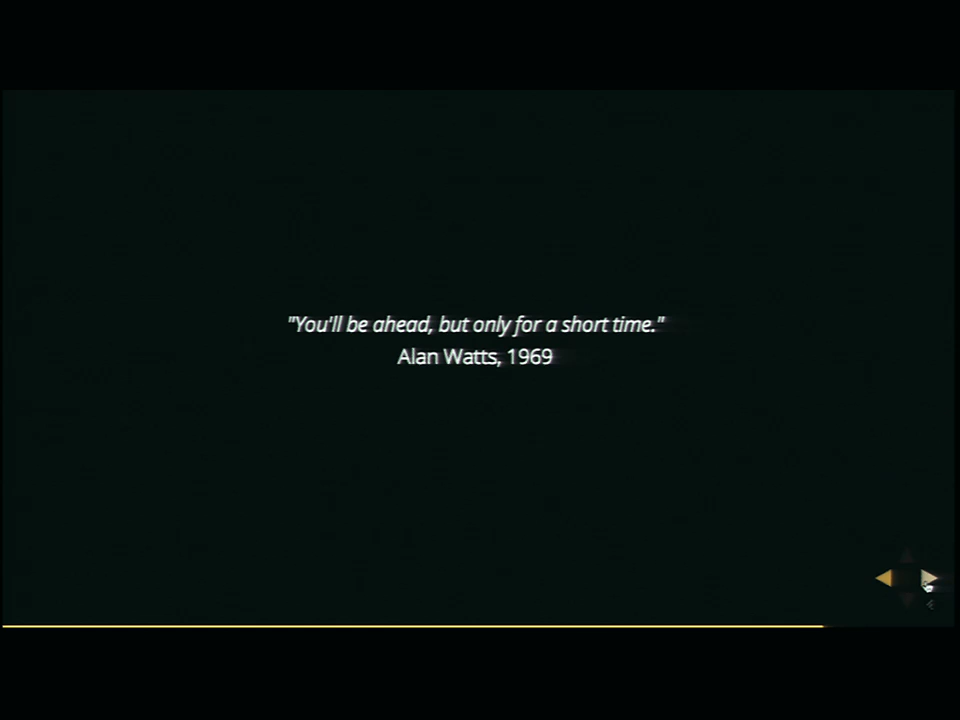 "You'll be ahead, but only for a short time."
Alan Watts, 1969